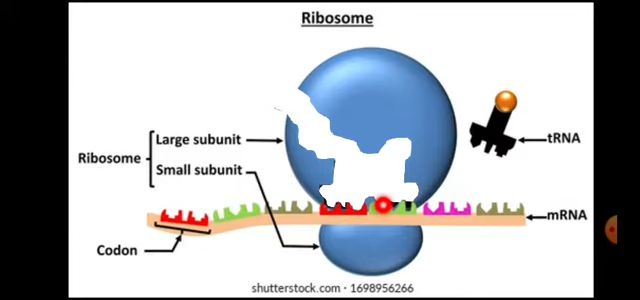 Ribosome
Large subunit
Ribosome
Small subunit
tRNA
mRNA
Codon
shutterstock.com · 1698956266